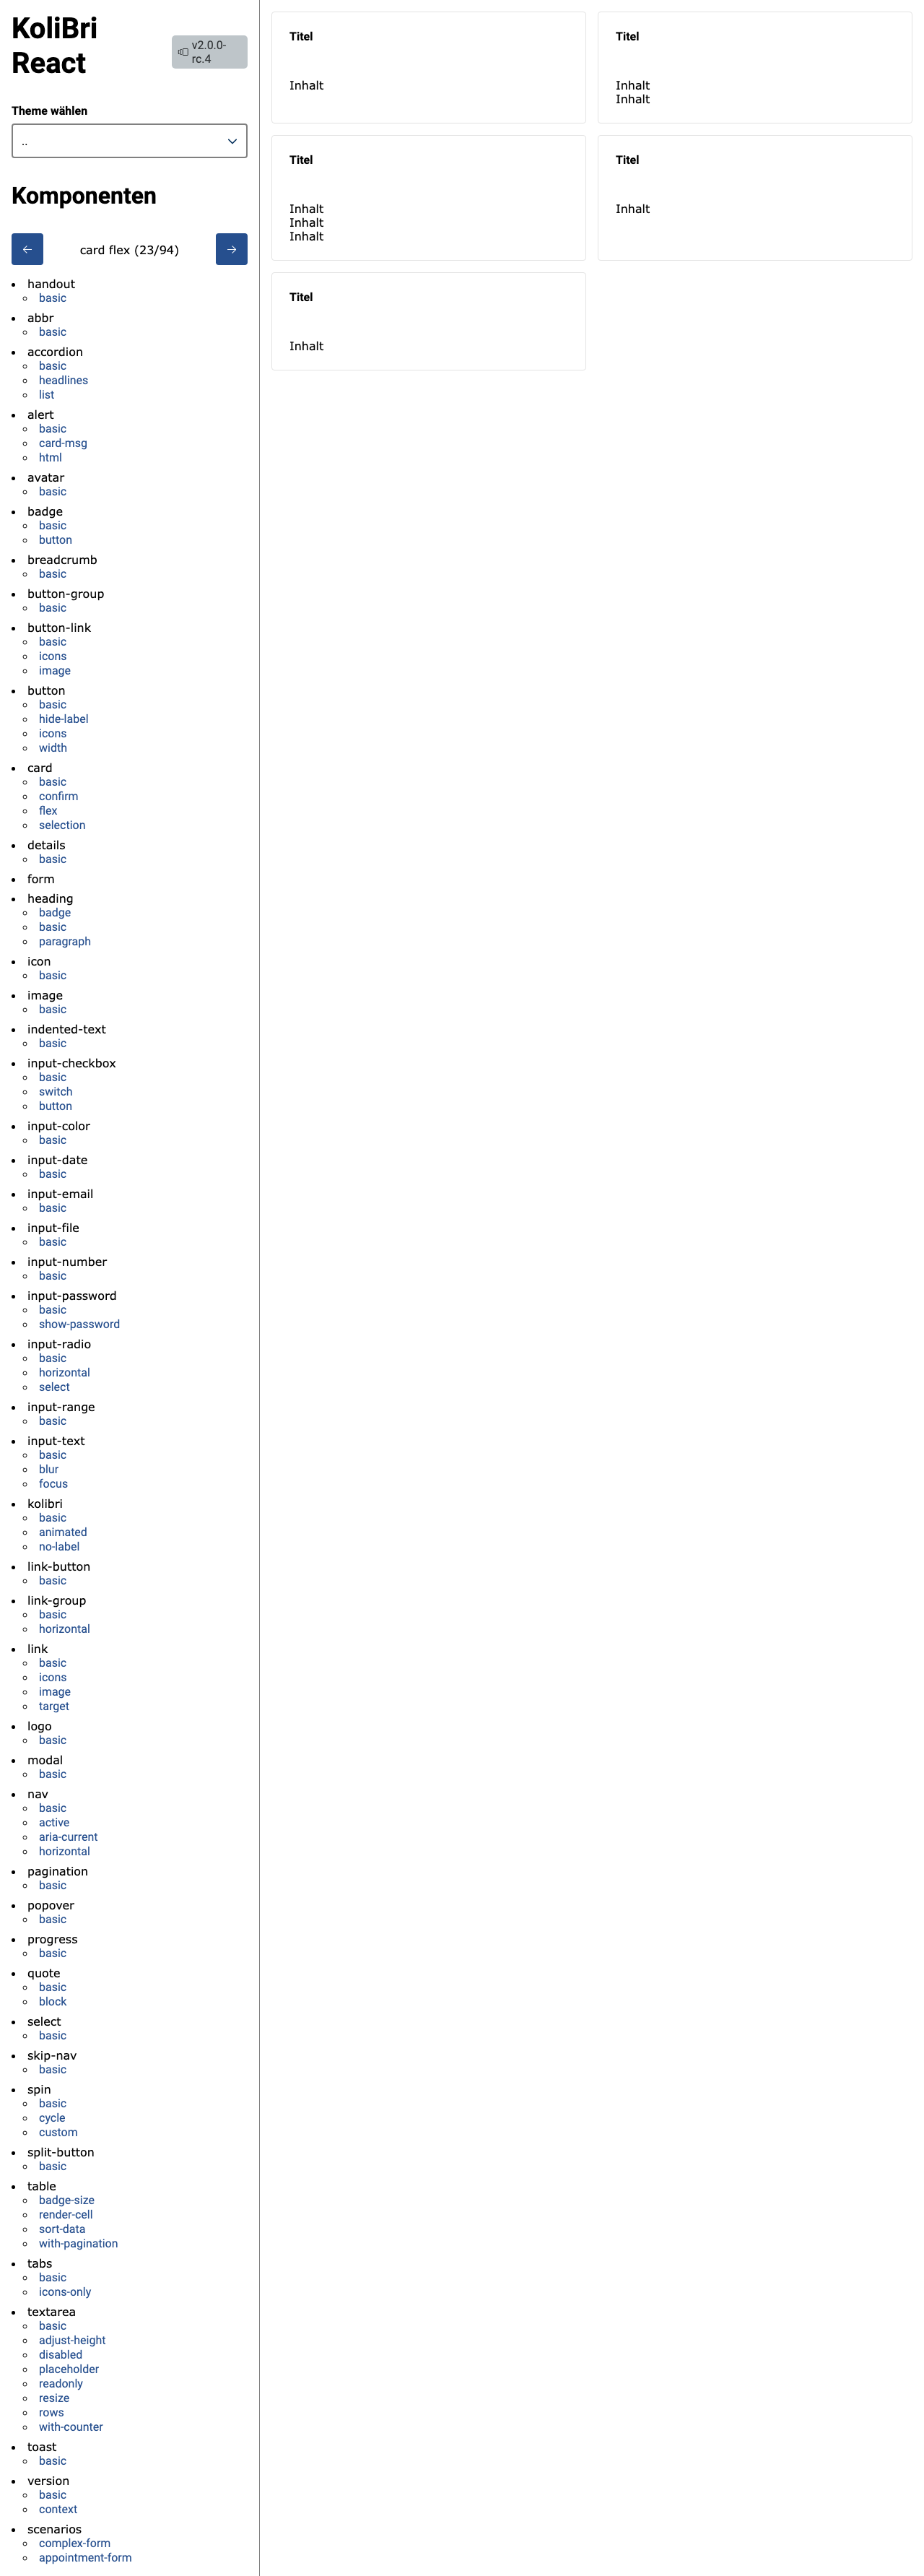 KoliBri
React
v2.0.0-
rc.4
Theme wählen
..
Komponenten
card flex (23/94)
handout
basic
abbr
basic
accordion
basic
headlines
list
alert
basic
card-msg
html
avatar
basic
badge
basic
button
breadcrumb
basic
button-group
basic
button-link
basic
icons
image
button
basic
hide-label
icons
width
card
basic
confirm
flex
selection
details
basic
form
heading
badge
basic
paragraph
icon
basic
image
basic
indented-text
basic
input-checkbox
basic
switch
button
input-color
basic
input-date
basic
input-email
basic
input-file
basic
input-number
basic
input-password
basic
show-password
input-radio
basic
horizontal
select
input-range
basic
input-text
basic
blur
focus
kolibri
basic
animated
no-label
link-button
basic
link-group
basic
horizontal
link
basic
icons
image
target
logo
basic
modal
basic
nav
basic
active
aria-current
horizontal
pagination
basic
popover
basic
progress
basic
quote
basic
block
select
basic
skip-nav
basic
spin
basic
cycle
custom
split-button
basic
table
badge-size
render-cell
sort-data
with-pagination
tabs
basic
icons-only
textarea
basic
adjust-height
disabled
placeholder
readonly
resize
rows
with-counter
toast
basic
version
basic
context
scenarios
complex-form
appointment-form
Titel
Inhalt
Titel
Inhalt
Inhalt
Titel
Inhalt
Inhalt
Inhalt
Titel
Inhalt
Titel
Inhalt